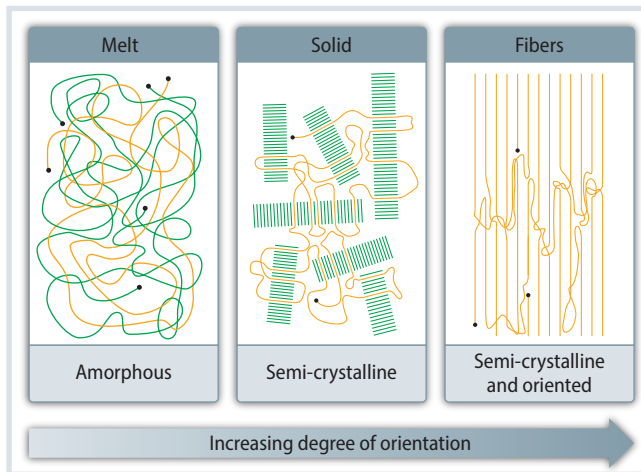 Melt
Solid
Fibers
Amorphous
Semi-crystalline
Semi-crystalline
and oriented
Increasing degree of orientation